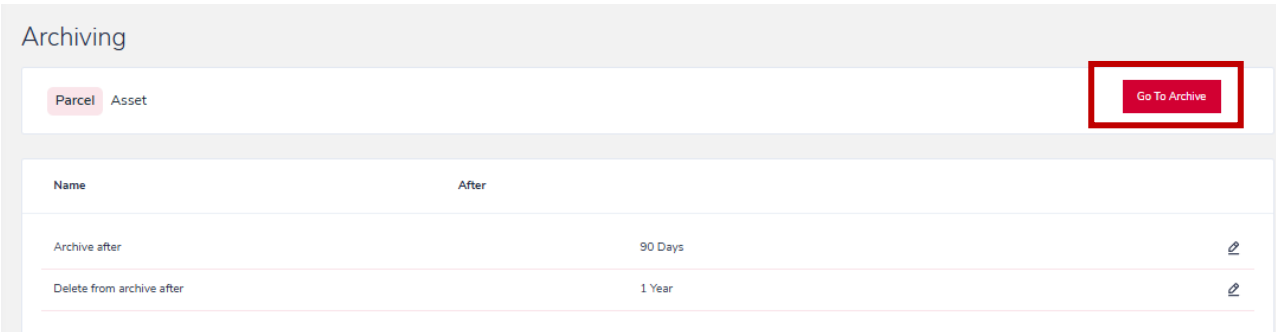 Archiving
Parcel Asset Go To Archive
Name After
Archive after 90 Days
Delete from archive after 1 Year